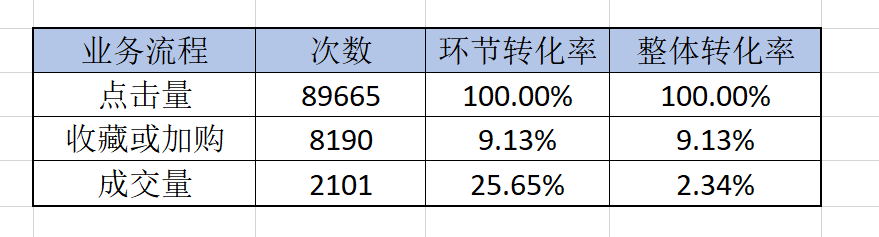 业务流程 次数 环节转化率 整体转化率
点击量 89665 100.00% 100.00%
收藏或加购 8190 9.13% 9.13%
成交量 2101 25.65% 2.34%